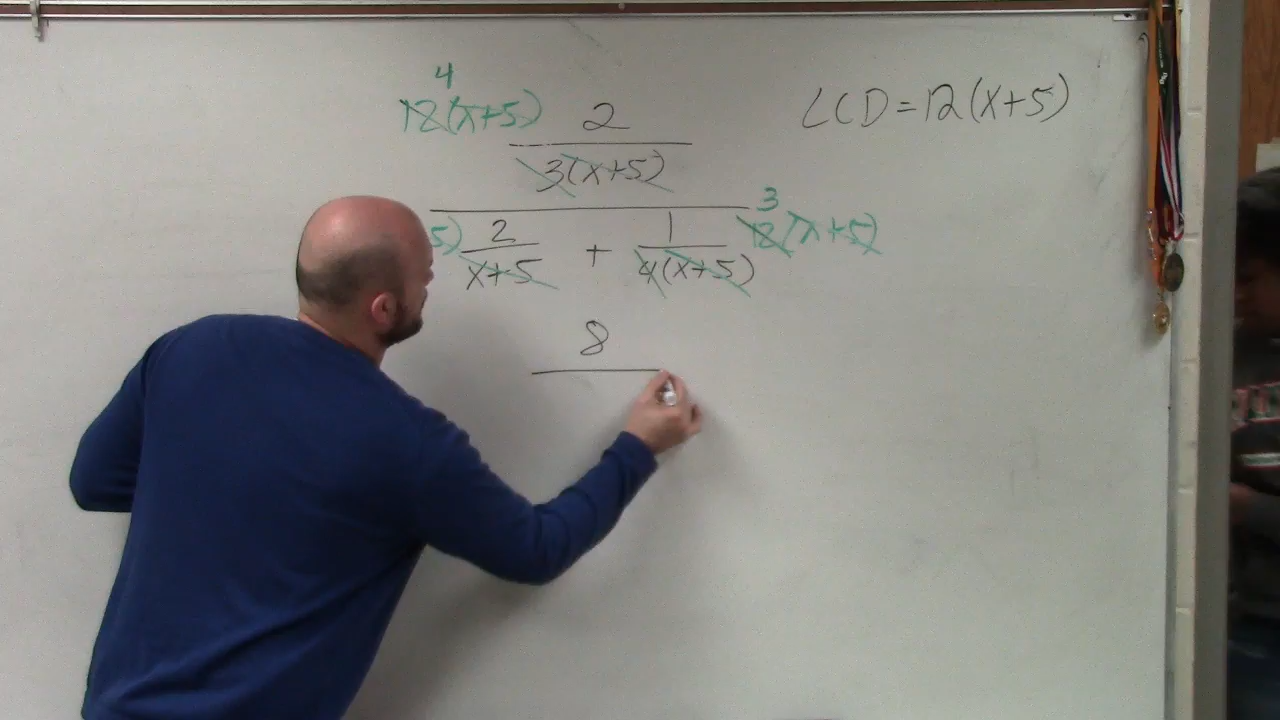 4
12(x+5) 2 LCD=12(x+5)
3(x+5)
3
5) 2 + 1 12(x+5)
x+5 4(x+5)
8